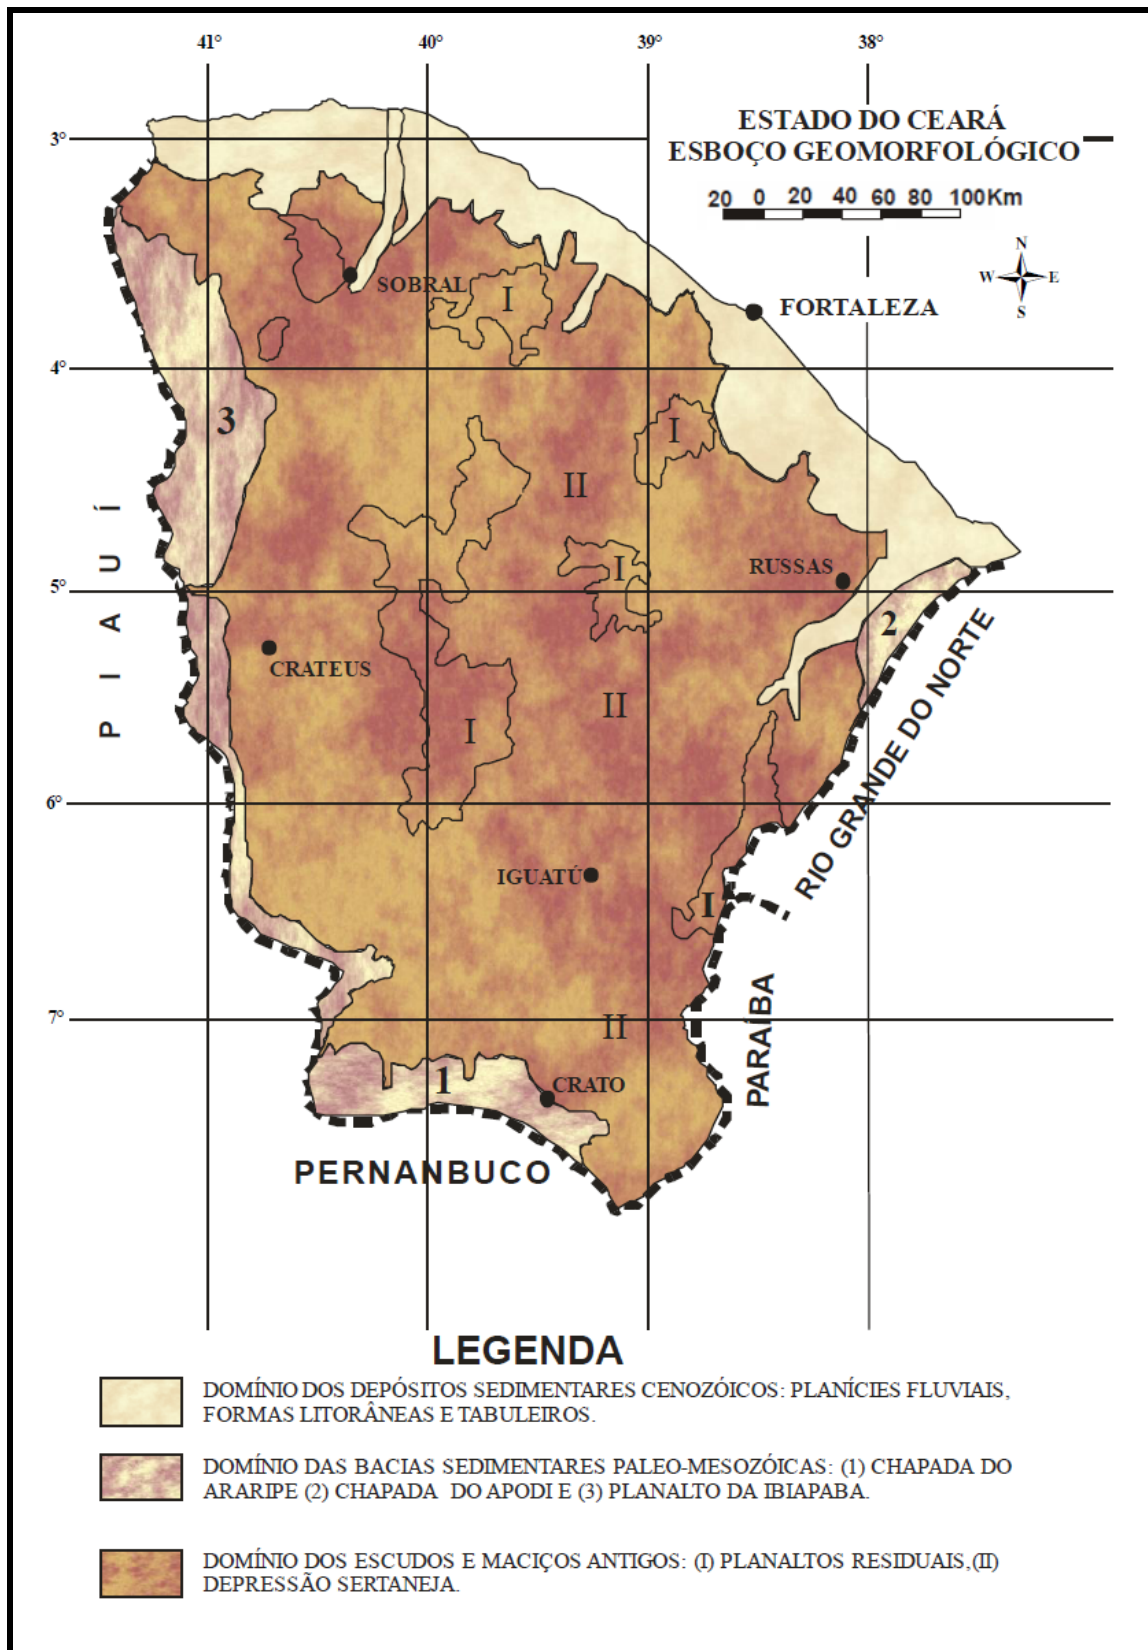 41°
40°
39°
38°
ESTADO DO CEARÁ
ESBOÇO GEOMORFOLÓGICO
3°
20 0 20 40 60 80 100Km
N
W E
S
SOBRAL
I
FORTALEZA
4°
3
I
II
PIAUÍ
I
RUSSAS
5°
2
CRATEUS
II
I
RIO GRANDE DO NORTE
6°
IGUATÚ
I
7°
II
PARAÍBA
1
CRATO
PERNANBUCO
LEGENDA
DOMÍNIO DOS DEPÓSITOS SEDIMENTARES CENOZÓICOS: PLANÍCIES FLUVIAIS,
FORMAS LITORÂNEAS E TABULEIROS.
DOMÍNIO DAS BACIAS SEDIMENTARES PALEO-MESOZÓICAS: (1) CHAPADA DO
ARARIPE (2) CHAPADA DO APODI E (3) PLANALTO DA IBIAPABA.
DOMÍNIO DOS ESCUDOS E MACIÇOS ANTIGOS: (I) PLANALTOS RESIDUAIS,(II)
DEPRESSÃO SERTANEJA.